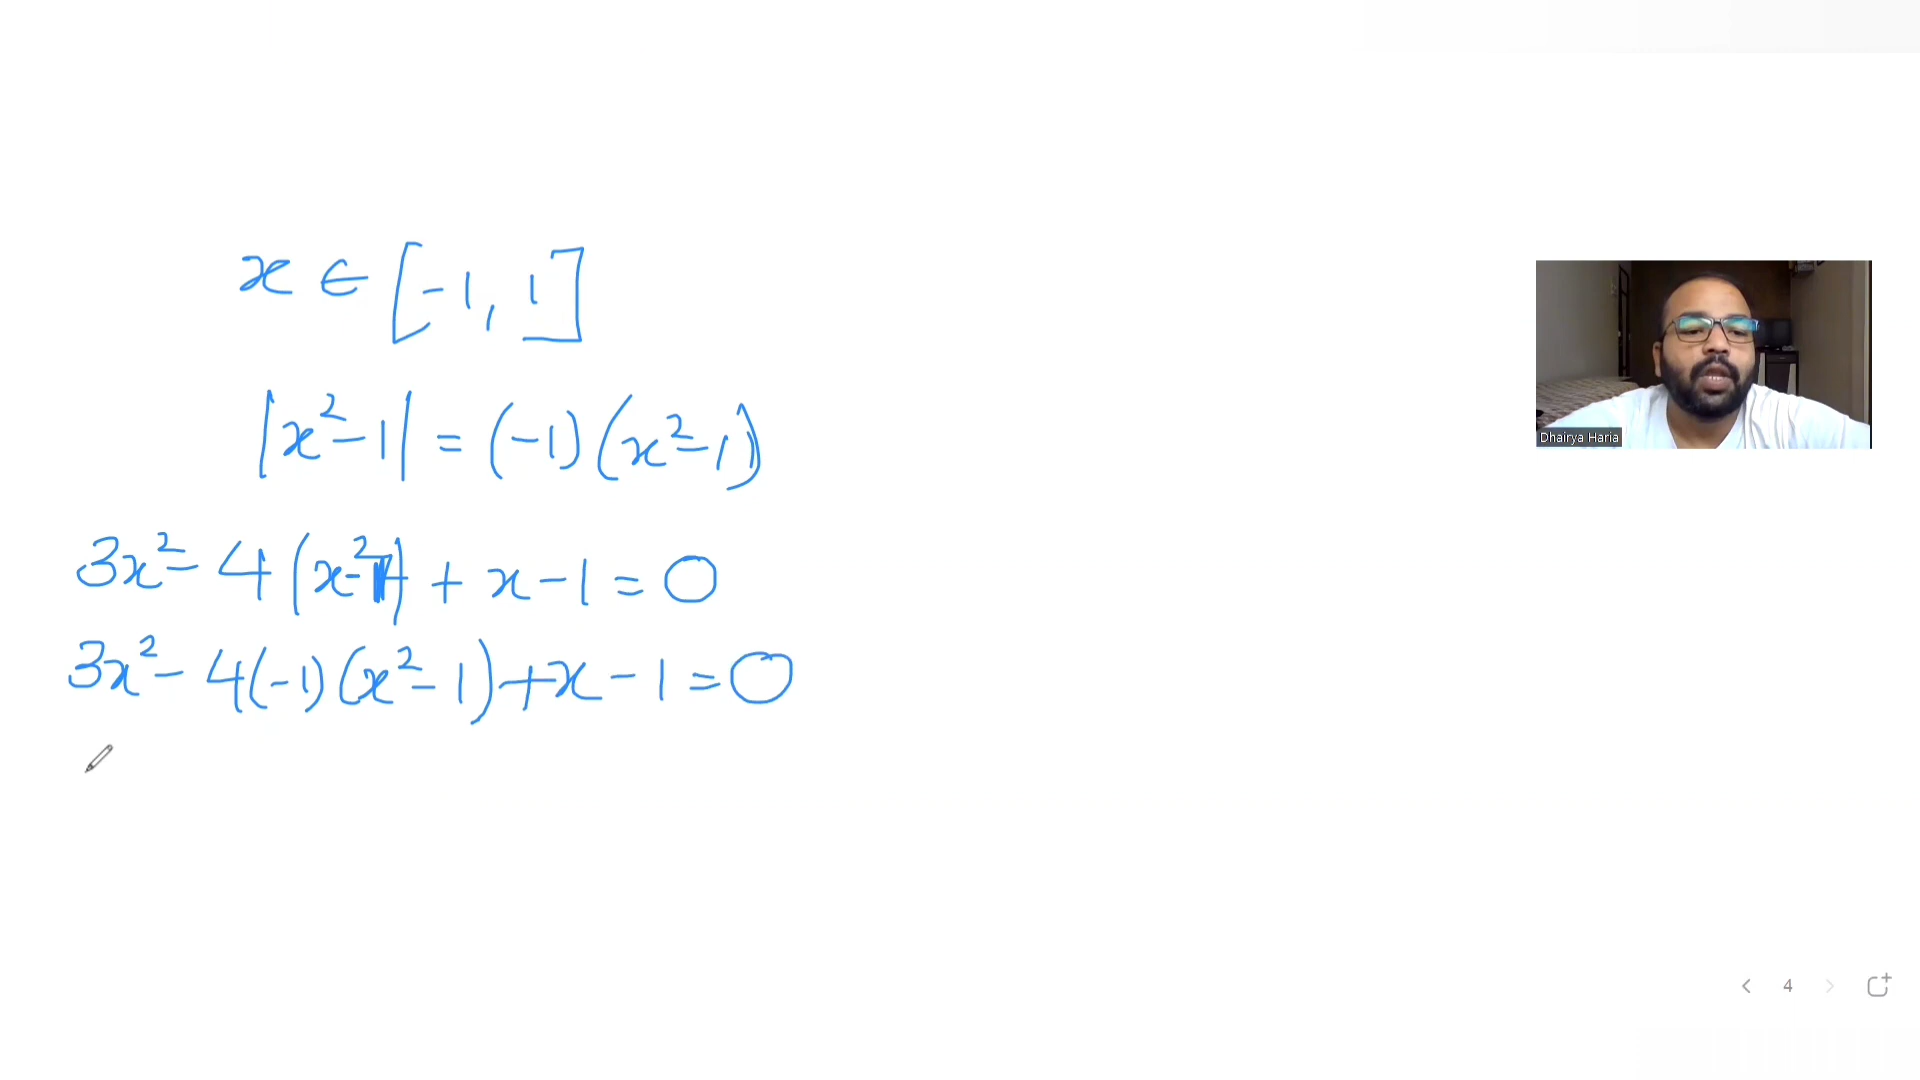 x ∈ [-1, 1]
|x²-1| = (-1)(x²-1)
3x² - 4|x²-1| + x - 1 = 0
3x² - 4(-1)(x²-1) + x - 1 = 0
Dhairya Haria
4